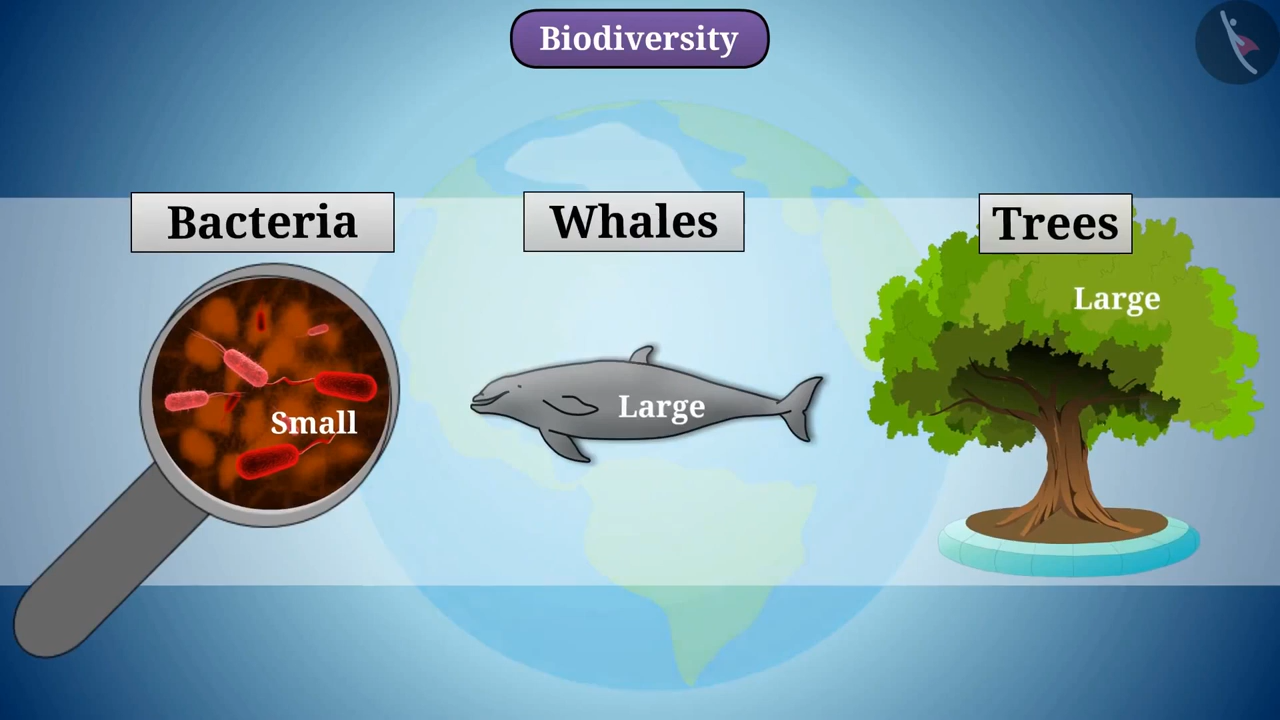 Biodiversity
Bacteria
Whales
Trees
Large
Large
Small